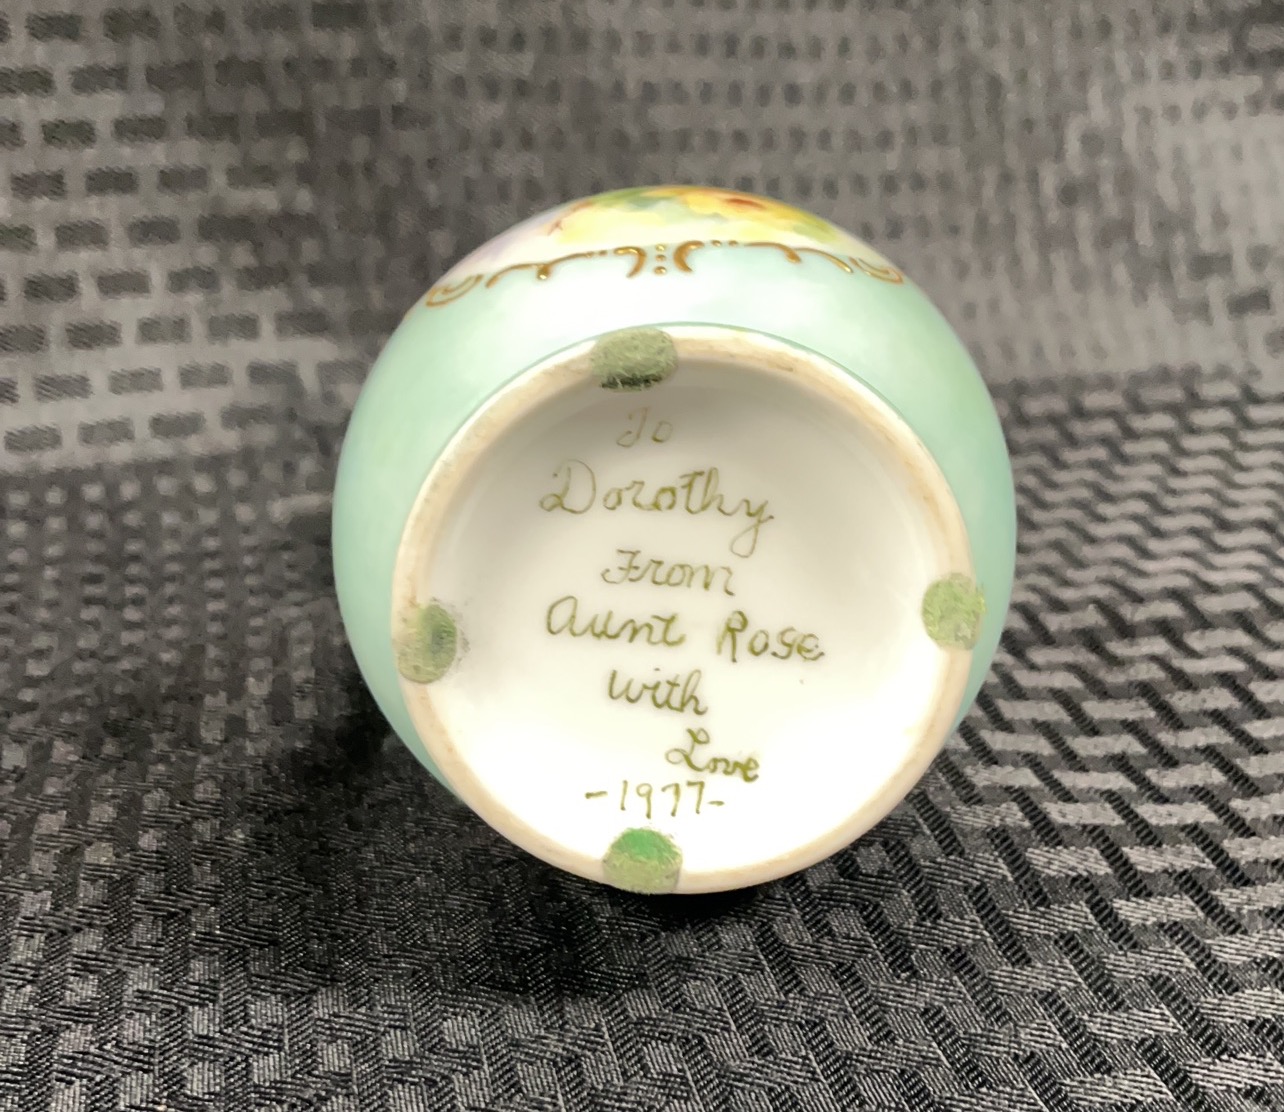 To
Dorothy
From
Aunt Rose
with
Love
-1977-